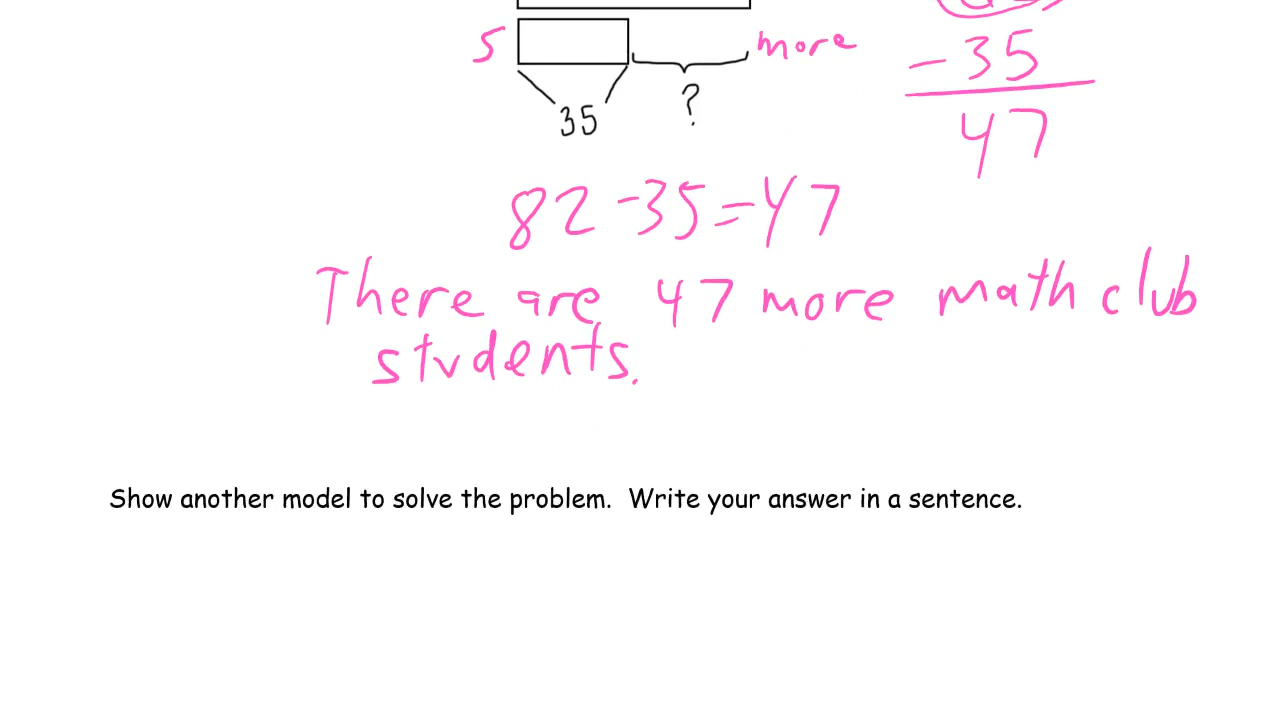 S
more
35
?
- 35
47
82 - 35 = 47
There are 47 more math club
students.
Show another model to solve the problem. Write your answer in a sentence.